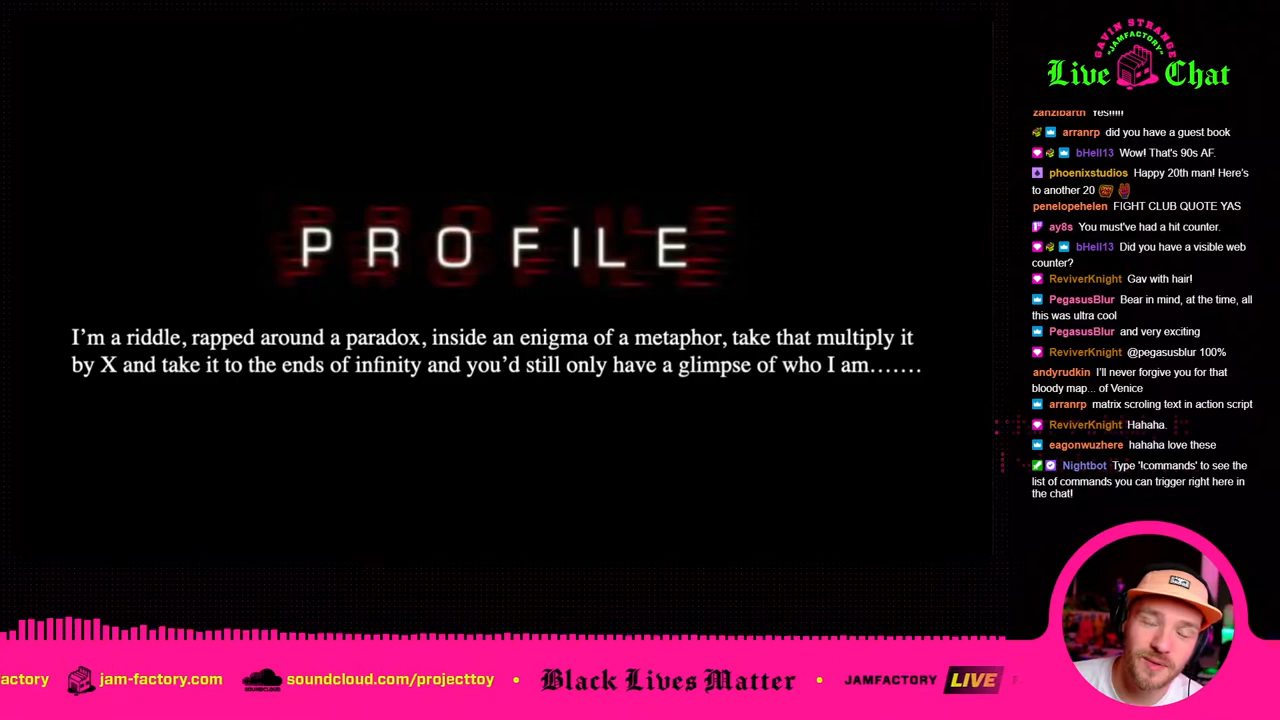 PROFILE
I’m a riddle, rapped around a paradox, inside an enigma of a metaphor, take that multiply it
by X and take it to the ends of infinity and you’d still only have a glimpse of who I am.......
GAVIN STRANGE
"JAMFACTORY"
Live Chat
zanzibarth Yes!!!!!
arranrp did you have a guest book
bHell13 Wow! That's 90s AF.
phoenixstudios Happy 20th man! Here's
to another 20
penelopehelen FIGHT CLUB QUOTE YAS
ay8s You must've had a hit counter.
bHell13 Did you have a visible web
counter?
ReviverKnight Gav with hair!
PegasusBlur Bear in mind, at the time, all
this was ultra cool
PegasusBlur and very exciting
ReviverKnight @pegasusblur 100%
andyrudkin I'll never forgive you for that
bloody map... of Venice
arranrp matrix scroling text in action script
ReviverKnight Hahaha.
eagonwuzhere hahaha love these
Nightbot Type '!commands' to see the
list of commands you can trigger right here in
the chat!
actory jam-factory.com SOUNDCLOUD soundcloud.com/projecttoy • Black Lives Matter • JAMFACTORY LIVE